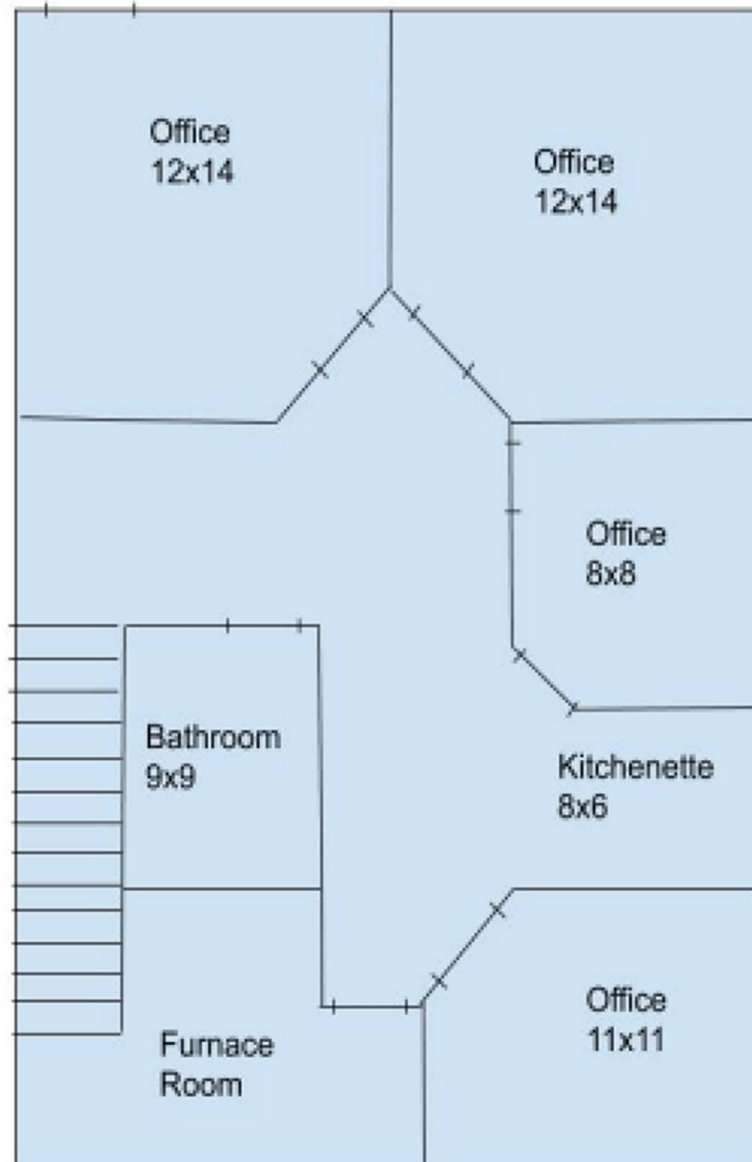 Office
12x14
Office
12x14
Office
8x8
Bathroom
9x9
Kitchenette
8x6
Office
11x11
Furnace
Room